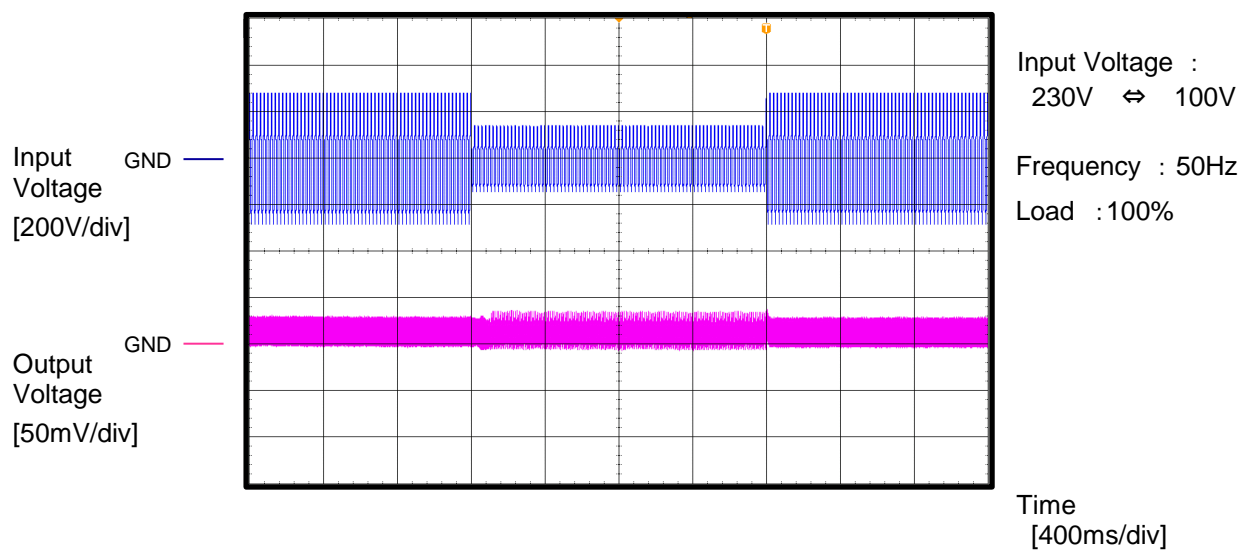 Input Voltage :
230V ⇔ 100V
Frequency : 50Hz
Load :100%
Input
Voltage
[200V/div]
GND
Output
Voltage
[50mV/div]
GND
T
Time
[400ms/div]